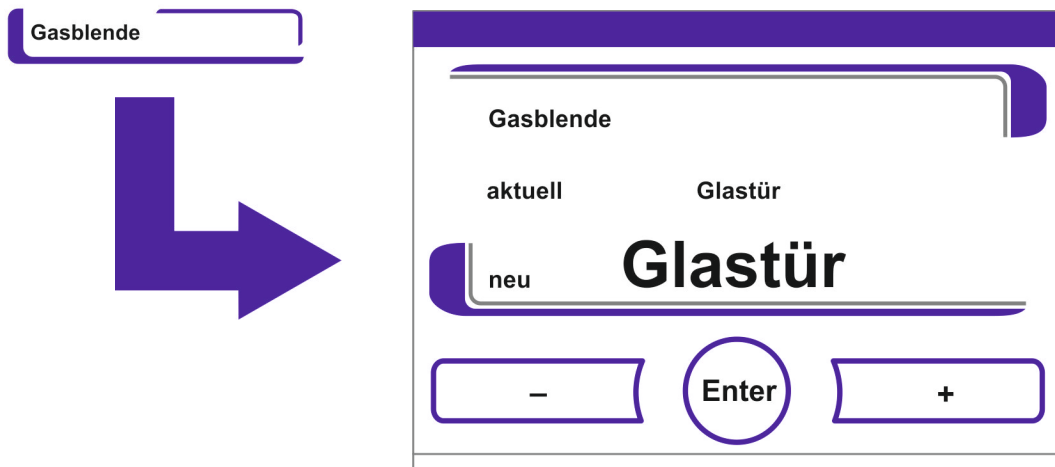 Gasblende
Gasblende
aktuell Glastür
neu Glastür
– Enter +